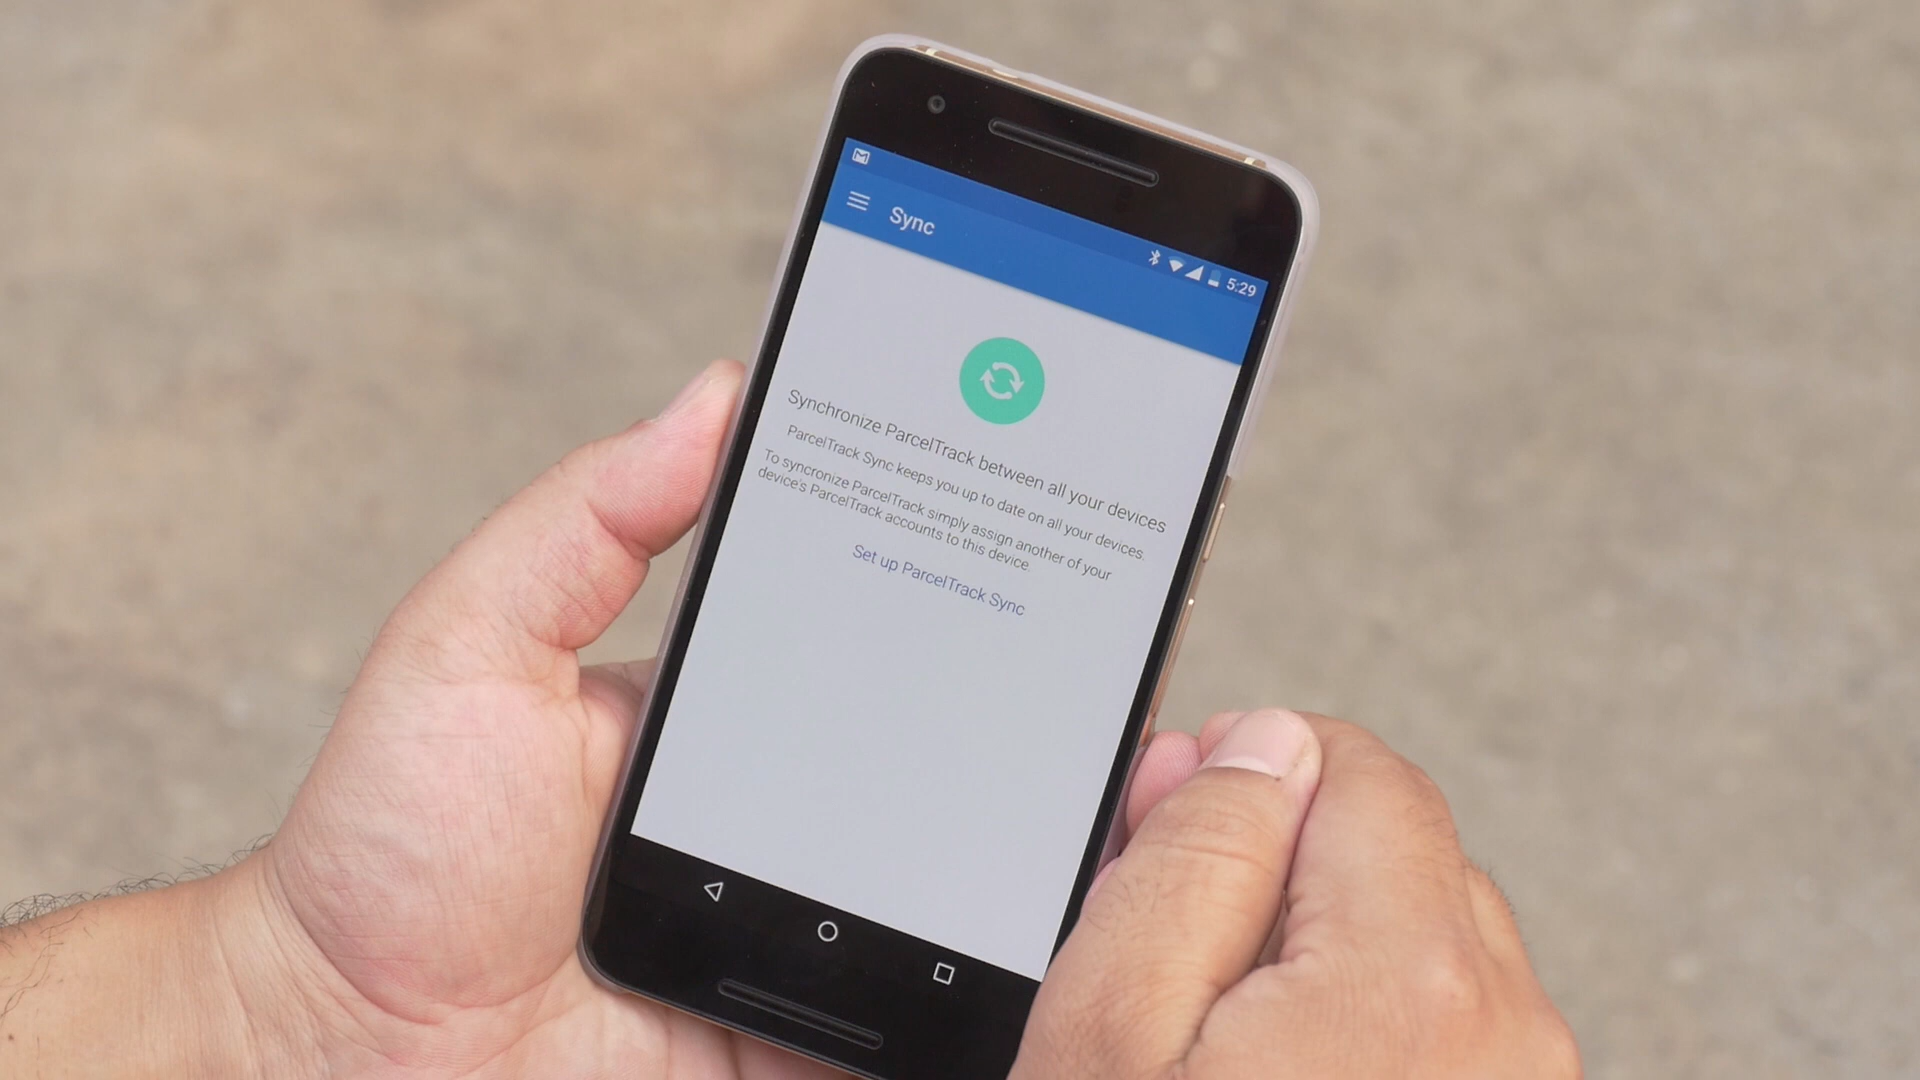 5:29
Sync
Synchronize ParcelTrack between all your devices
ParcelTrack Sync keeps you up to date on all your devices.
To syncronize ParcelTrack simply assign another of your
device's ParcelTrack accounts to this device.
Set up ParcelTrack Sync